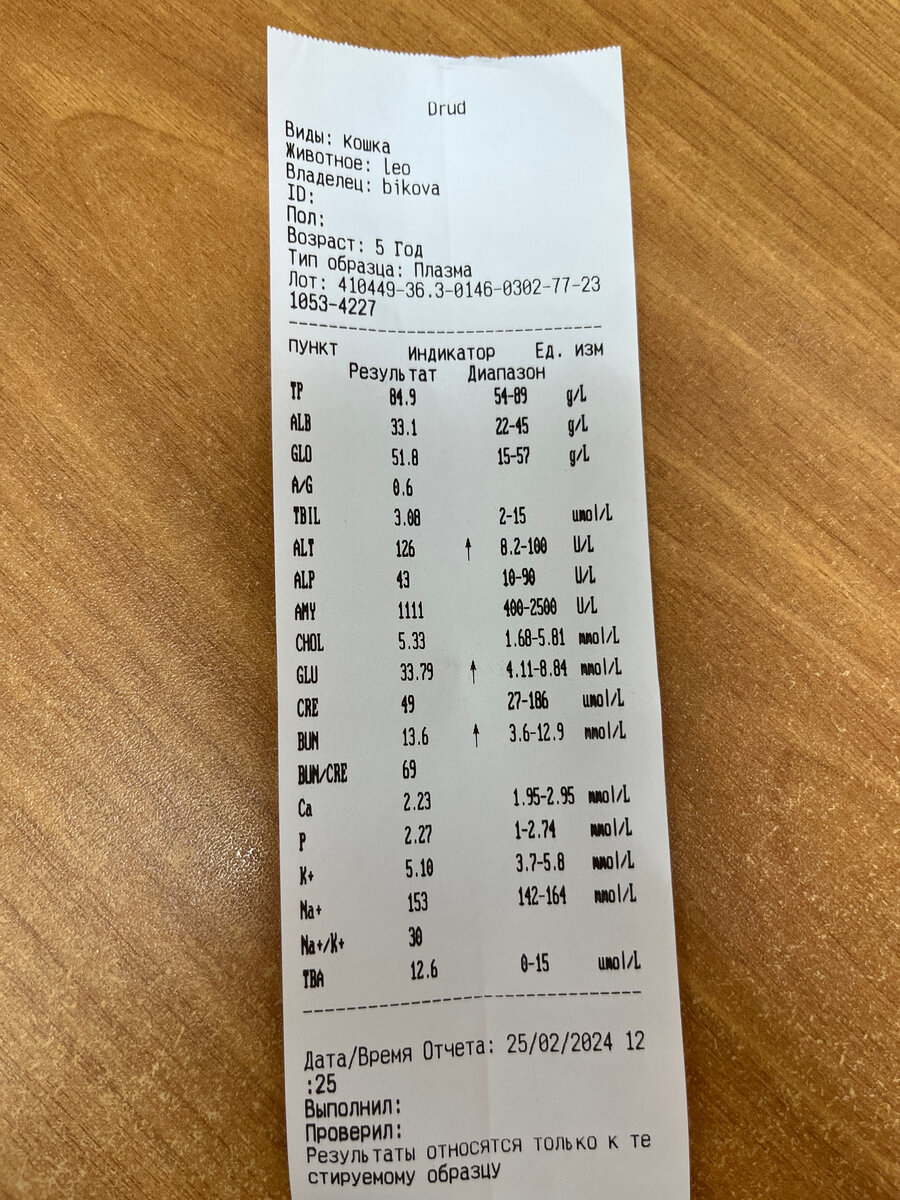 Drud
Виды: кошка
Животное: leo
Владелец: bikova
ID:
Пол:
Возраст: 5 Год
Тип образца: Плазма
Лот: 410449-36.3-0146-0302-77-23
1053-4227
ПУНКТ Индикатор Ед. изм
Результат Диапазон
TP 84.9 54-89 g/L
ALB 33.1 22-45 g/L
GLO 51.8 15-57 g/L
A/G 0.6
TBIL 3.08 2-15 umol/L
ALT 126 ↑ 8.2-100 U/L
ALP 43 10-90 U/L
AMY 1111 400-2500 U/L
CHOL 5.33 1.68-5.81 mmol/L
GLU 33.79 ↑ 4.11-8.84 mmol/L
CRE 49 27-186 umol/L
BUN 13.6 ↑ 3.6-12.9 mmol/L
BUN/CRE 69
Ca 2.23 1.95-2.95 mmol/L
P 2.27 1-2.74 mmol/L
K+ 5.10 3.7-5.8 mmol/L
Na+ 153 142-164 mmol/L
Na+/K+ 30
TBA 12.6 0-15 umol/L
Дата/Время Отчета: 25/02/2024 12
:25
Выполнил:
Проверил:
Результаты относятся только к те
стируемому образцу